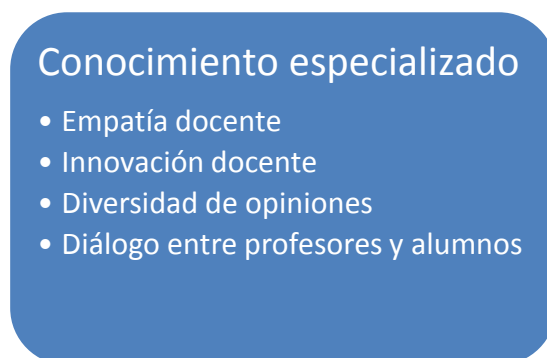 Conocimiento especializado
• Empatía docente
• Innovación docente
• Diversidad de opiniones
• Diálogo entre profesores y alumnos